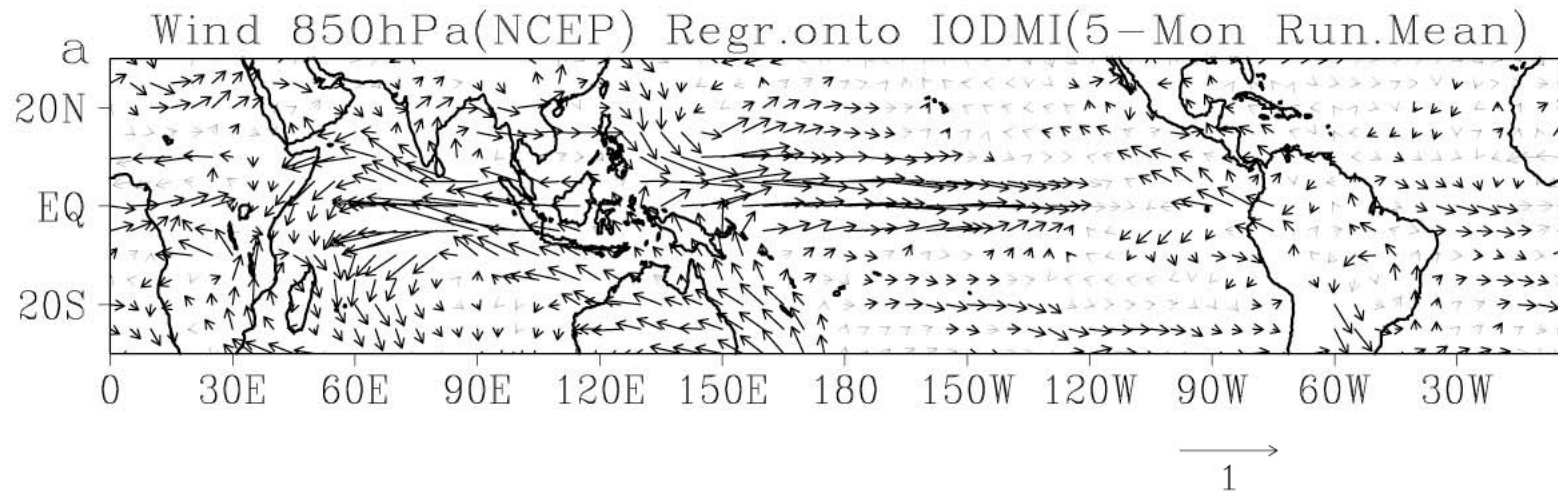 Wind 850hPa(NCEP) Regr.onto IODMI(5-Mon Run.Mean)
a
20N
EQ
20S
0 30E 60E 90E 120E 150E 180 150W 120W 90W 60W 30W
1